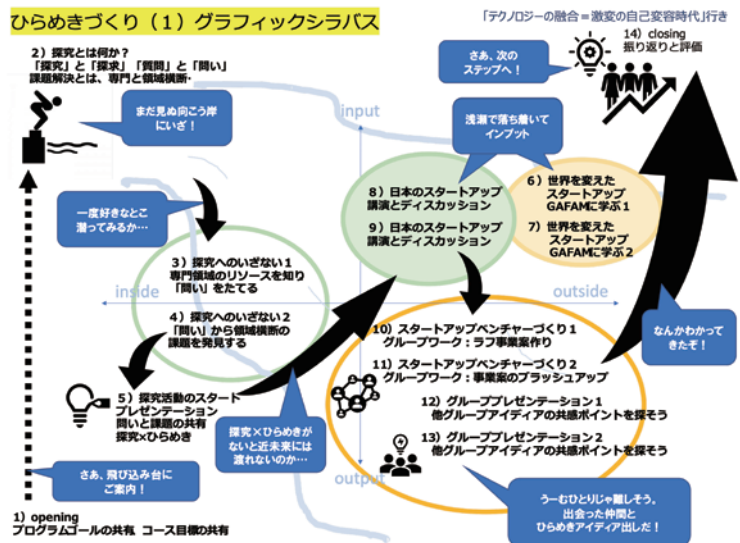 ひらめきづくり（1）グラフィックシラバス
「テクノロジーの融合＝激変の自己変容時代」行き
2）探究とは何か？
「探究」と「探求」「質問」と「問い」
課題解決とは、専門と領域横断·
まだ見ぬ向こう岸
にいざ！
input
さあ、次の
ステップへ！
14）closing
振り返りと評価
浅瀬で落ち着いて
インプット
一度好きなとこ
潜ってみるか…
8）日本のスタートアップ
講演とディスカッション
9）日本のスタートアップ
講演とディスカッション
6）世界を変えた
スタートアップ
GAFAMに学ぶ1
7）世界を変えた
スタートアップ
GAFAMに学ぶ2
3）探究へのいざない1
専門領域のリソースを知り
「問い」をたてる
inside
outside
4）探究へのいざない2
「問い」から領域横断の
課題を発見する
10）スタートアップベンチャーづくり1
グループワーク：ラフ事業案作り
なんかわかって
きたぞ！
11）スタートアップベンチャーづくり2
グループワーク：事業案のブラッシュアップ
5）探究活動のスタード
プレゼンテーション
問いと課題の共有
探究×ひらめき
12）グループプレゼンテーション1
他グループアイディアの共感ポイントを探そう
探究×ひらめきが
ないと近未来には
渡れないのか…
13）グループプレゼンテーション2
他グループアイディアの共感ポイントを探そう
さあ、飛び込み台に
ご案内！
output
うーむひとりじゃ難しそう。
出会った仲間と
ひらめきアイディア出しだ！
1）opening
プログラムゴールの共有、コース目標の共有